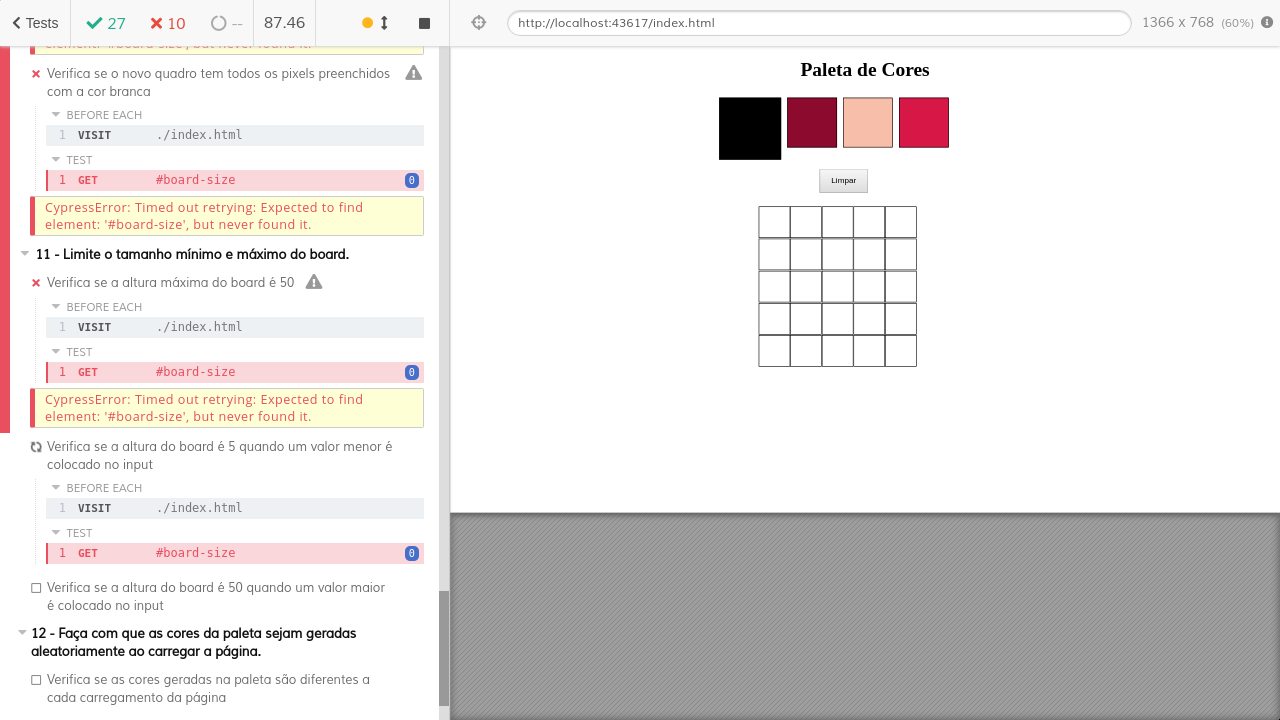 Tests
27
10
--
87.46
http://localhost:43617/index.html
1366 x 768 (60%)
element: '#board-size', but never found it.
Verifica se o novo quadro tem todos os pixels preenchidos
com a cor branca
BEFORE EACH
1 VISIT ./index.html
TEST
1 GET #board-size 0
CypressError: Timed out retrying: Expected to find
element: '#board-size', but never found it.
11 - Limite o tamanho mínimo e máximo do board.
Verifica se a altura máxima do board é 50
BEFORE EACH
1 VISIT ./index.html
TEST
1 GET #board-size 0
CypressError: Timed out retrying: Expected to find
element: '#board-size', but never found it.
Verifica se a altura do board é 5 quando um valor menor é
colocado no input
BEFORE EACH
1 VISIT ./index.html
TEST
1 GET #board-size 0
Verifica se a altura do board é 50 quando um valor maior
é colocado no input
12 - Faça com que as cores da paleta sejam geradas
aleatoriamente ao carregar a página.
Verifica se as cores geradas na paleta são diferentes a
cada carregamento da página
Paleta de Cores
Limpar